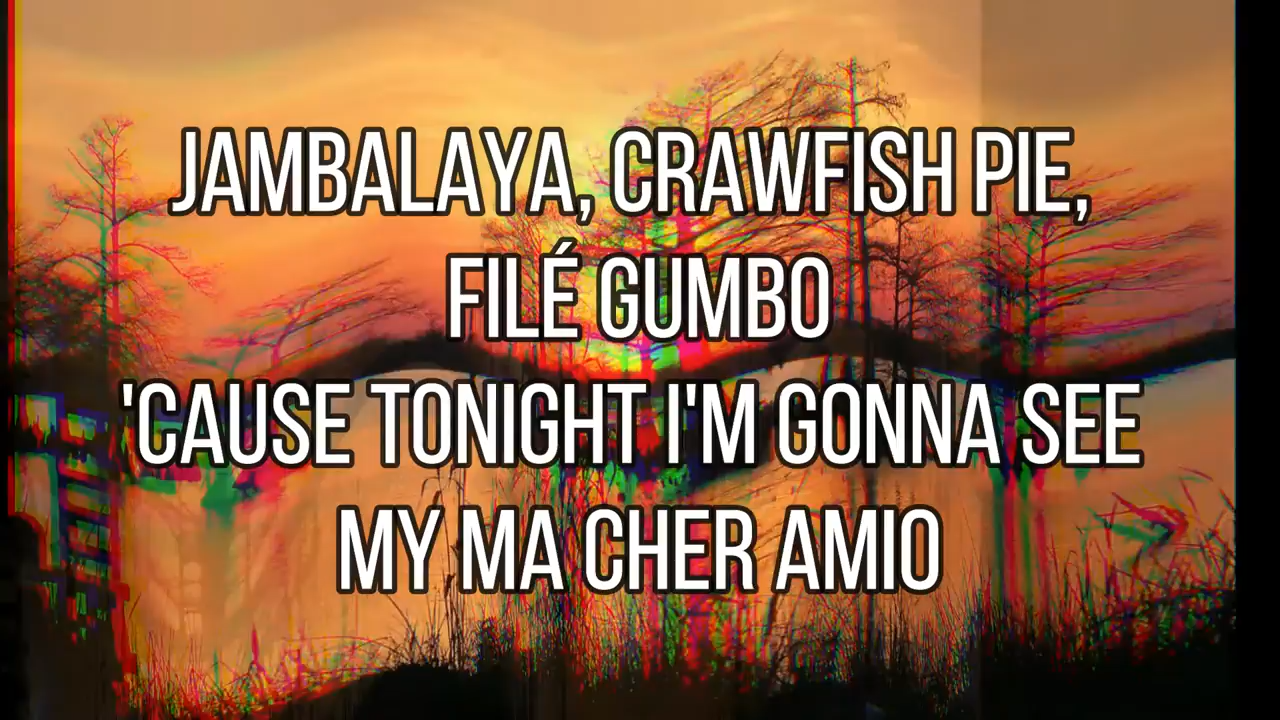 JAMBALAYA, CRAWFISH PIE,
FILÉ GUMBO
'CAUSE TONIGHT I'M GONNA SEE
MY MA CHER AMIO